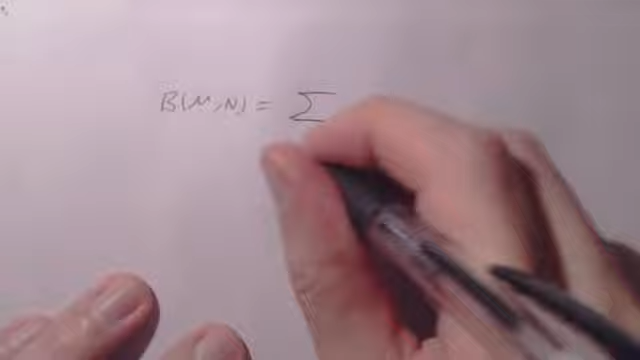 B(M,N) = Σ